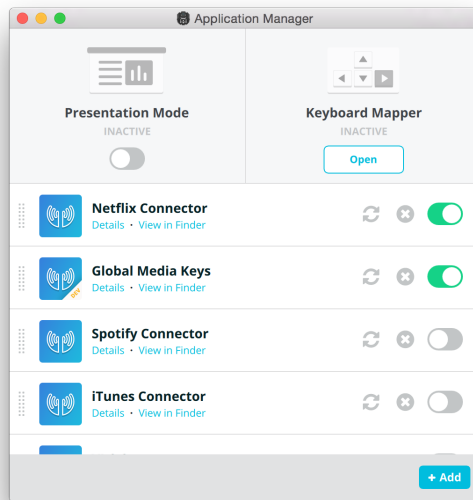 Application Manager
Presentation Mode
INACTIVE
Keyboard Mapper
INACTIVE
Open
Netflix Connector
Details • View in Finder
Global Media Keys
Details • View in Finder
DEV
Spotify Connector
Details • View in Finder
iTunes Connector
Details • View in Finder
+ Add